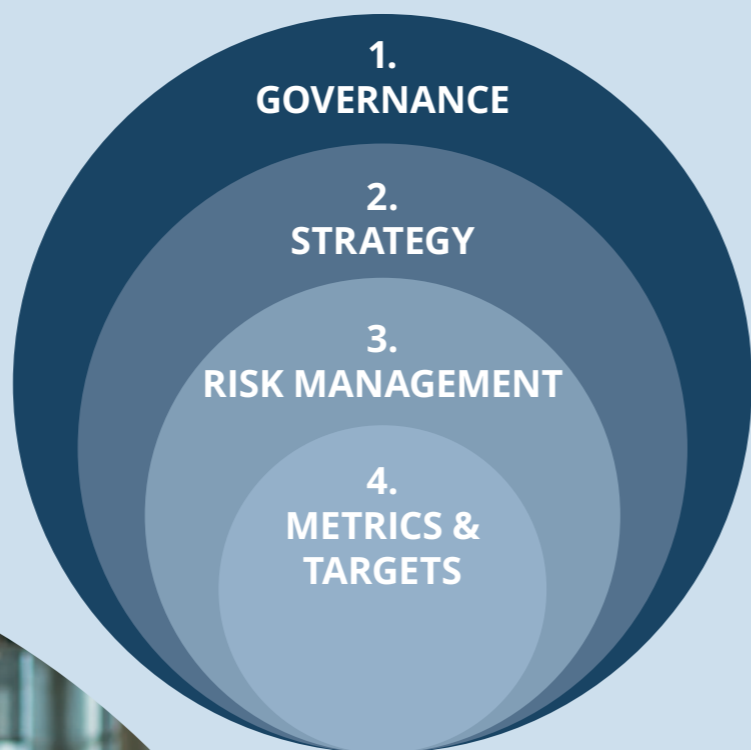 1.
GOVERNANCE
2.
STRATEGY
3.
RISK MANAGEMENT
4.
METRICS &
TARGETS